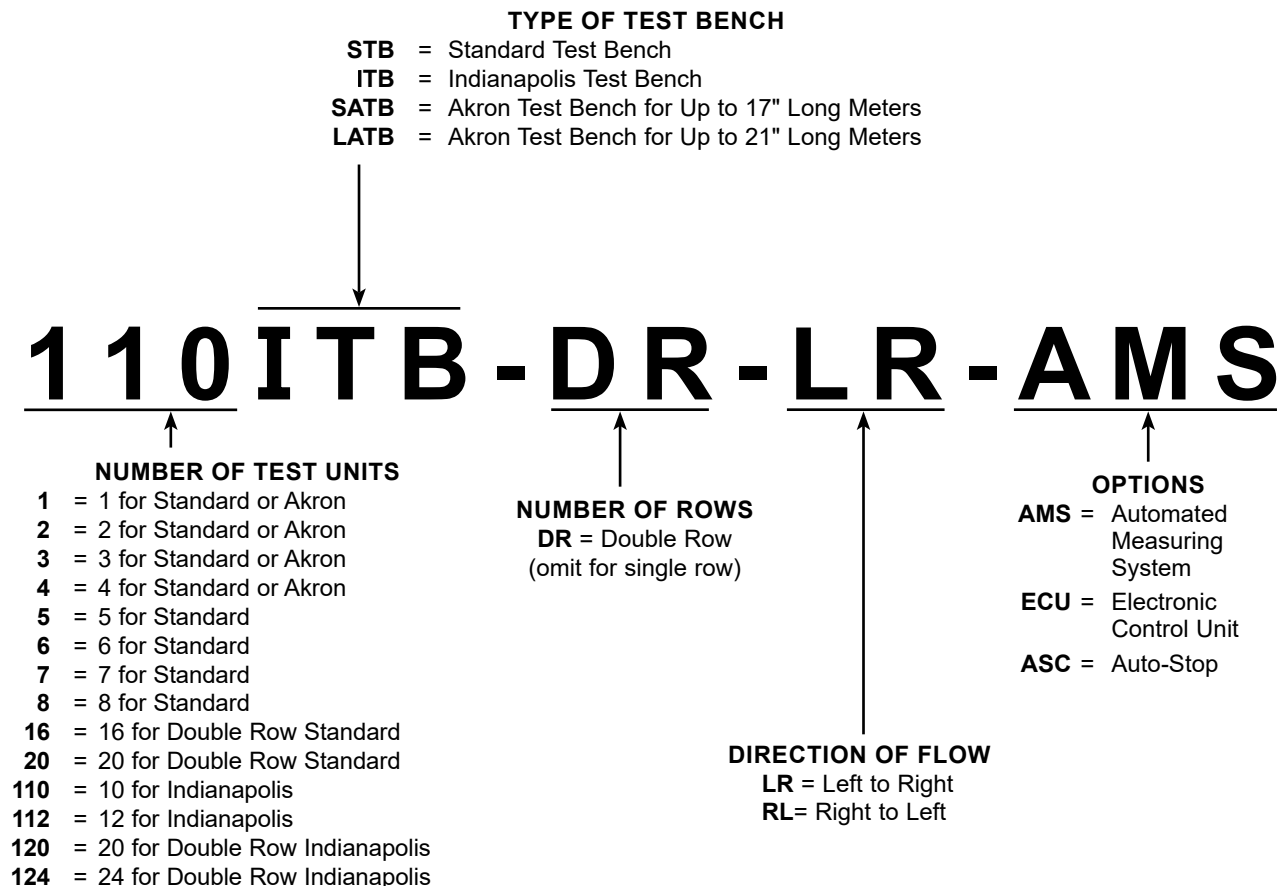 TYPE OF TEST BENCH
STB = Standard Test Bench
ITB = Indianapolis Test Bench
SATB = Akron Test Bench for Up to 17" Long Meters
LATB = Akron Test Bench for Up to 21" Long Meters
110ITB-DR-LR-AMS
NUMBER OF TEST UNITS
1 = 1 for Standard or Akron
2 = 2 for Standard or Akron
3 = 3 for Standard or Akron
4 = 4 for Standard or Akron
5 = 5 for Standard
6 = 6 for Standard
7 = 7 for Standard
8 = 8 for Standard
16 = 16 for Double Row Standard
20 = 20 for Double Row Standard
110 = 10 for Indianapolis
112 = 12 for Indianapolis
120 = 20 for Double Row Indianapolis
124 = 24 for Double Row Indianapolis
NUMBER OF ROWS
DR = Double Row
(omit for single row)
DIRECTION OF FLOW
LR = Left to Right
RL= Right to Left
OPTIONS
AMS = Automated
Measuring
System
ECU = Electronic
Control Unit
ASC = Auto-Stop